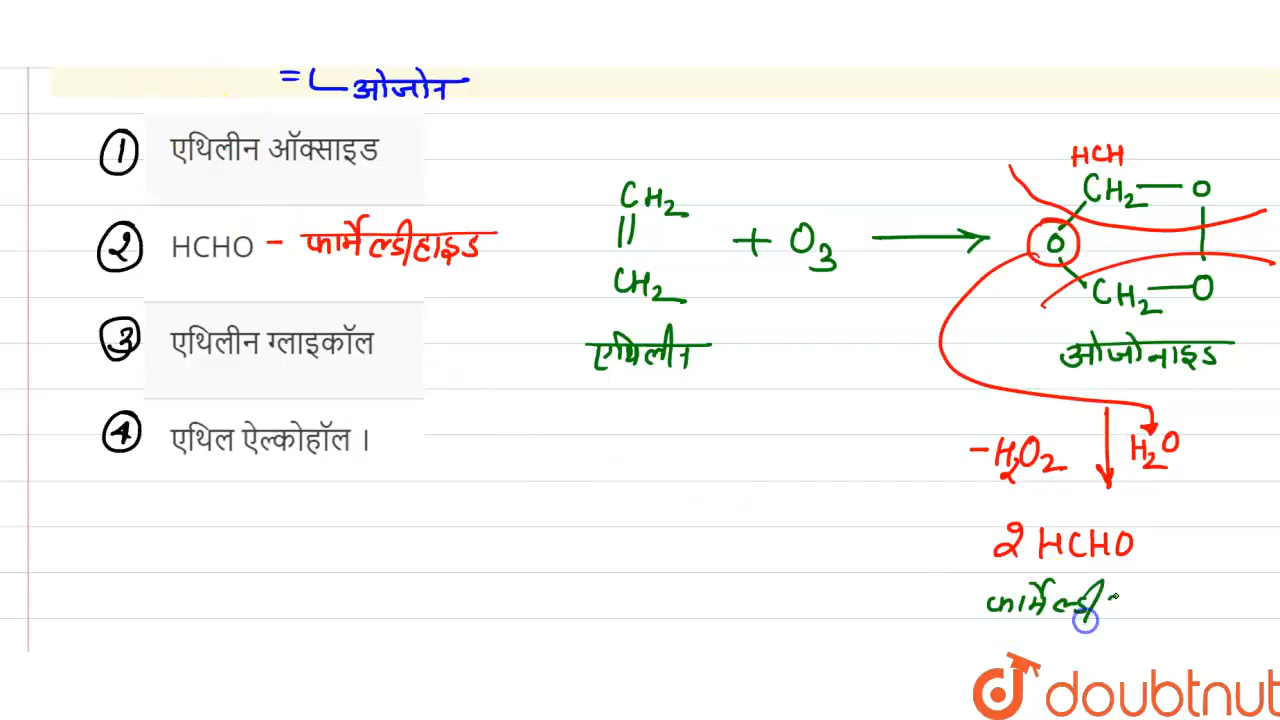 = ओजोन
1 एथिलीन ऑक्साइड
2 HCHO - फार्मेल्डीहाइड
3 एथिलीन ग्लाइकॉल
4 एथिल ऐल्कोहॉल ।
CH2
||
CH2
एथिलीन
+ O3
HCH
CH2 — O
O
CH2 — O
ओजोनाइड
-H2O2
H2O
2 HCHO
फार्मेल्डी
doubtnut